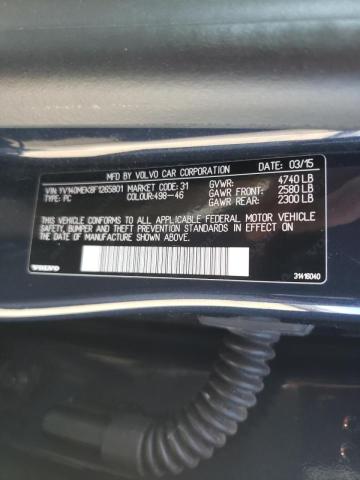 MFD BY VOLVO CAR CORPORATION DATE: 03/15
VIN: YV140MEK8F1265801 MARKET CODE: 31 GVWR: 4740 LB
TYPE: PC COLOUR:498-46 GAWR FRONT: 2580 LB
GAWR REAR: 2300 LB
THIS VEHICLE CONFORMS TO ALL APPLICABLE FEDERAL MOTOR VEHICLE
SAFETY, BUMPER AND THEFT PREVENTION STANDARDS IN EFFECT ON
THE DATE OF MANUFACTURE SHOWN ABOVE.
VOLVO
31416040